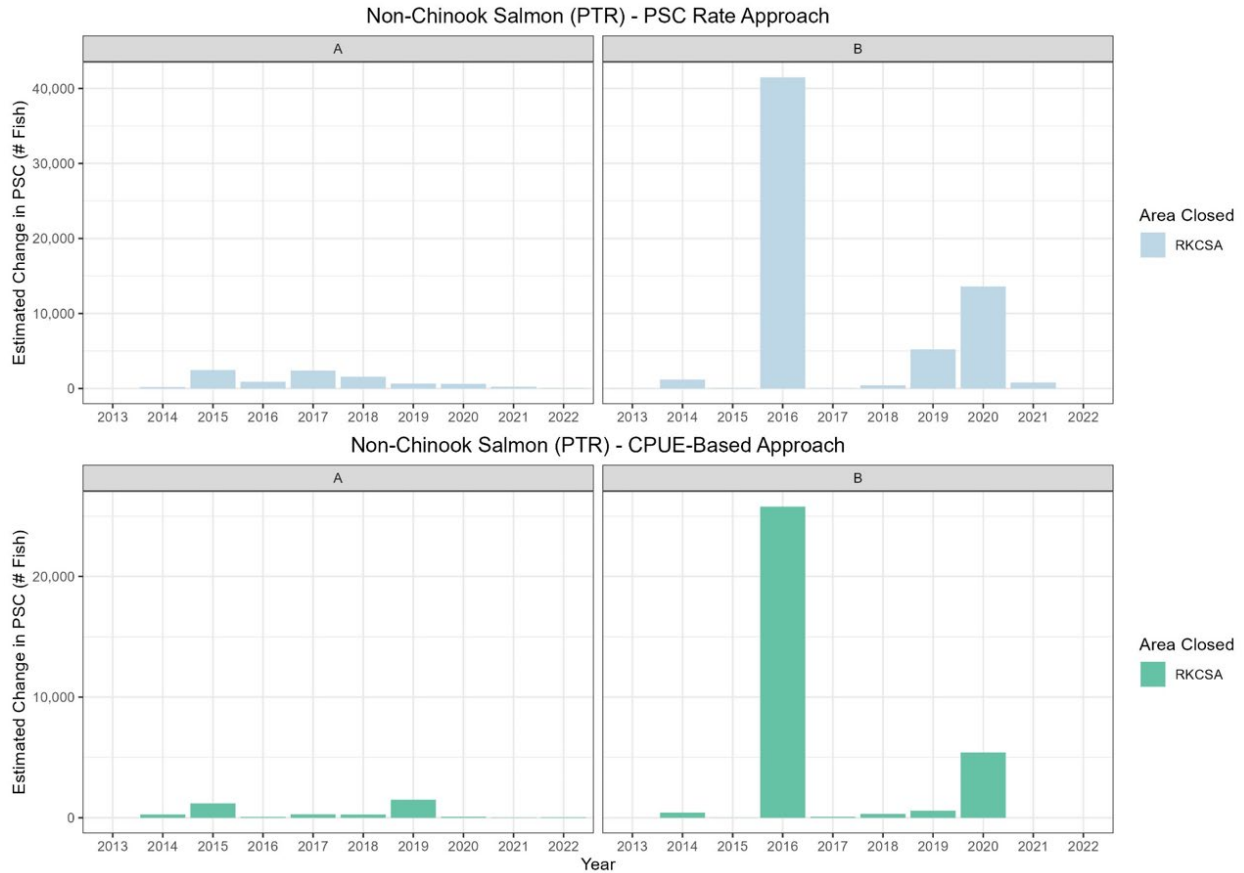 Non-Chinook Salmon (PTR) - PSC Rate Approach
A
B
Estimated Change in PSC (# Fish)
40,000
30,000
20,000
10,000
0
2013 2014 2015 2016 2017 2018 2019 2020 2021 2022
2013 2014 2015 2016 2017 2018 2019 2020 2021 2022
Area Closed
RKCSA
Non-Chinook Salmon (PTR) - CPUE-Based Approach
A
B
Estimated Change in PSC (# Fish)
20,000
10,000
0
2013 2014 2015 2016 2017 2018 2019 2020 2021 2022
2013 2014 2015 2016 2017 2018 2019 2020 2021 2022
Year
Area Closed
RKCSA